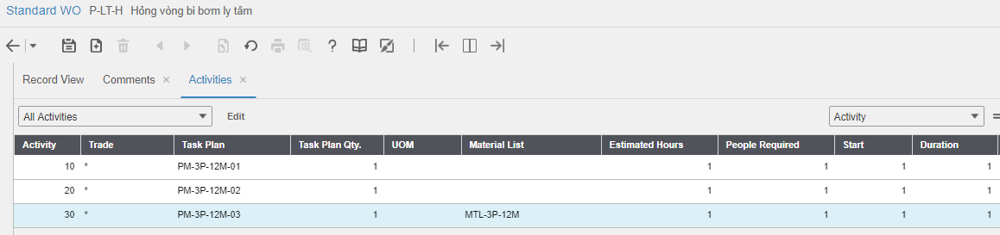 Standard WO P-LT-H Hỏng vòng bi bơm ly tâm
Record View Comments Activities
All Activities Edit Activity
Activity Trade Task Plan Task Plan Qty. UOM Material List Estimated Hours People Required Start Duration
10 * PM-3P-12M-01 1 1 1 1 1
20 * PM-3P-12M-02 1 1 1 1 1
30 * PM-3P-12M-03 1 MTL-3P-12M 1 1 1 1